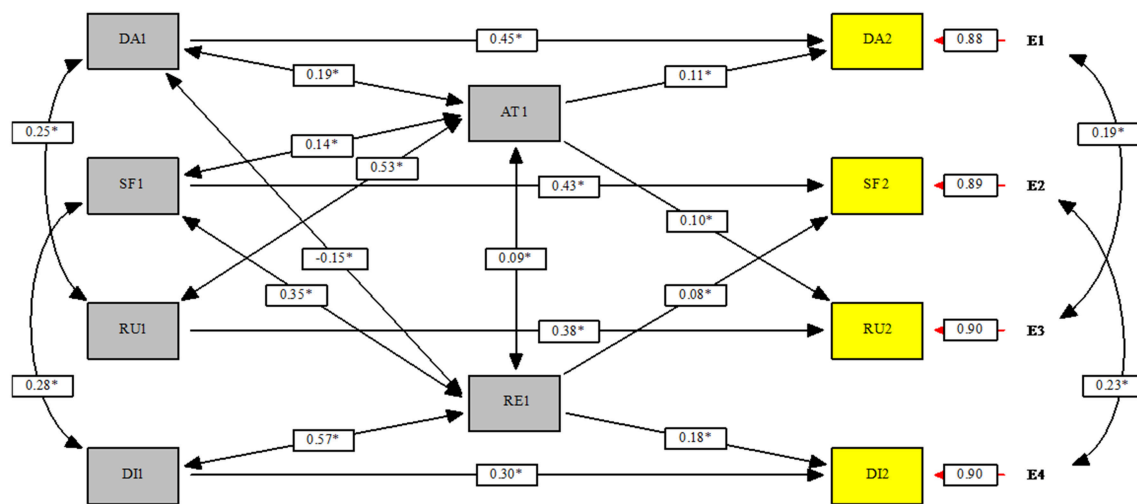 DA1
0.45*
DA2
0.88
E1
0.19*
0.11*
AT1
0.25*
0.14*
0.53*
0.19*
SF1
0.43*
SF2
0.89
E2
0.10*
-0.15*
0.09*
0.35*
0.08*
RU1
0.38*
RU2
0.90
E3
0.28*
RE1
0.23*
0.57*
0.18*
DI1
0.30*
DI2
0.90
E4